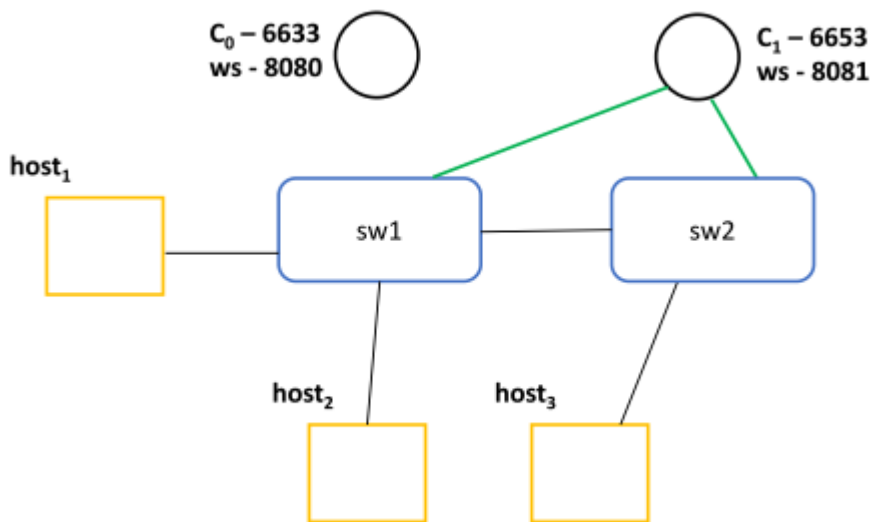 C₀ – 6633
ws - 8080
C₁ – 6653
ws - 8081
host₁
sw1
sw2
host₂
host₃